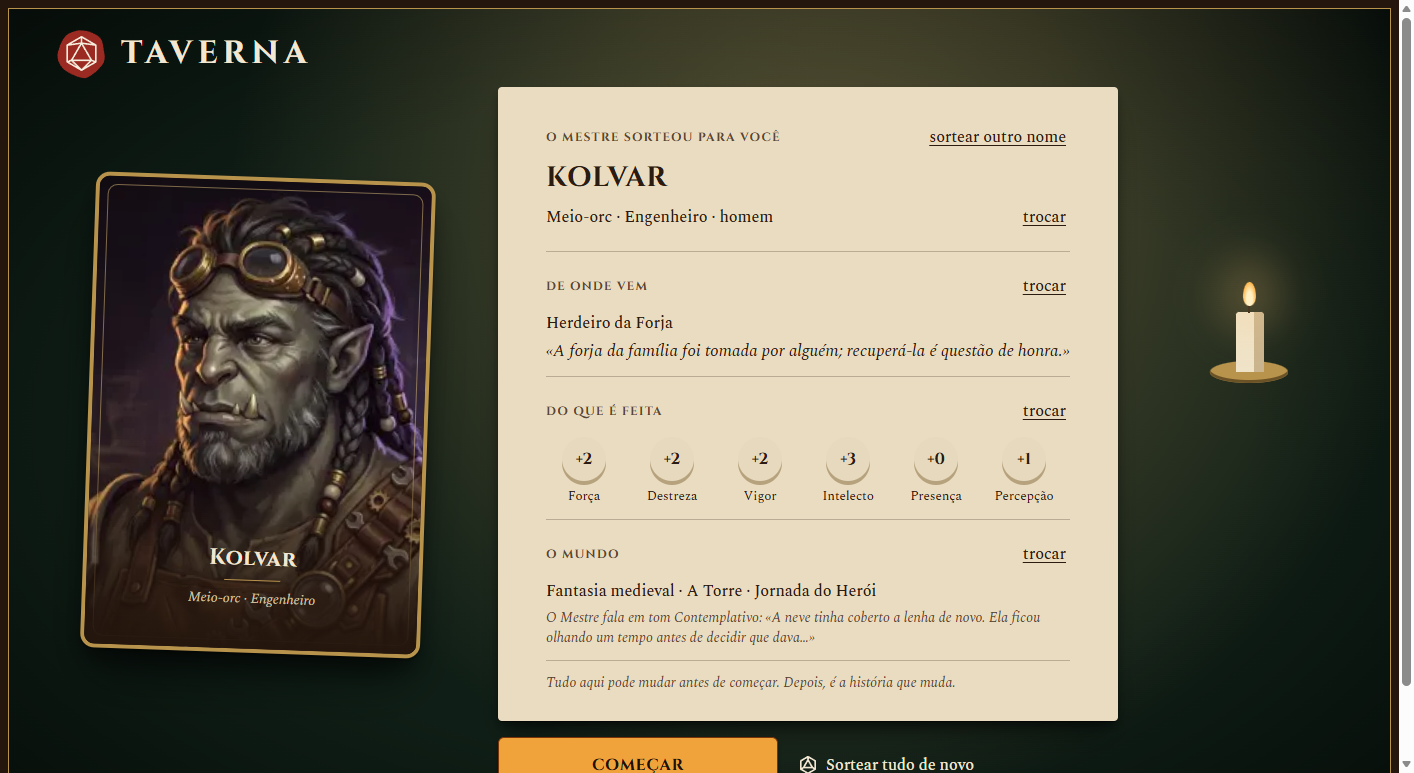 TAVERNA
O MESTRE SORTEOU PARA VOCÊ
sortear outro nome
KOLVAR
Meio-orc · Engenheiro · homem
trocar
DE ONDE VEM
trocar
Herdeiro da Forja
«A forja da família foi tomada por alguém; recuperá-la é questão de honra.»
DO QUE É FEITA
trocar
+2 +2 +2 +3 +0 +1
Força Destreza Vigor Intelecto Presença Percepção
O MUNDO
trocar
Fantasia medieval · A Torre · Jornada do Herói
O Mestre fala em tom Contemplativo: «A neve tinha coberto a lenha de novo. Ela ficou
olhando um tempo antes de decidir que dava…»
Tudo aqui pode mudar antes de começar. Depois, é a história que muda.
KOLVAR
Meio-orc · Engenheiro
COMEÇAR
Sortear tudo de novo